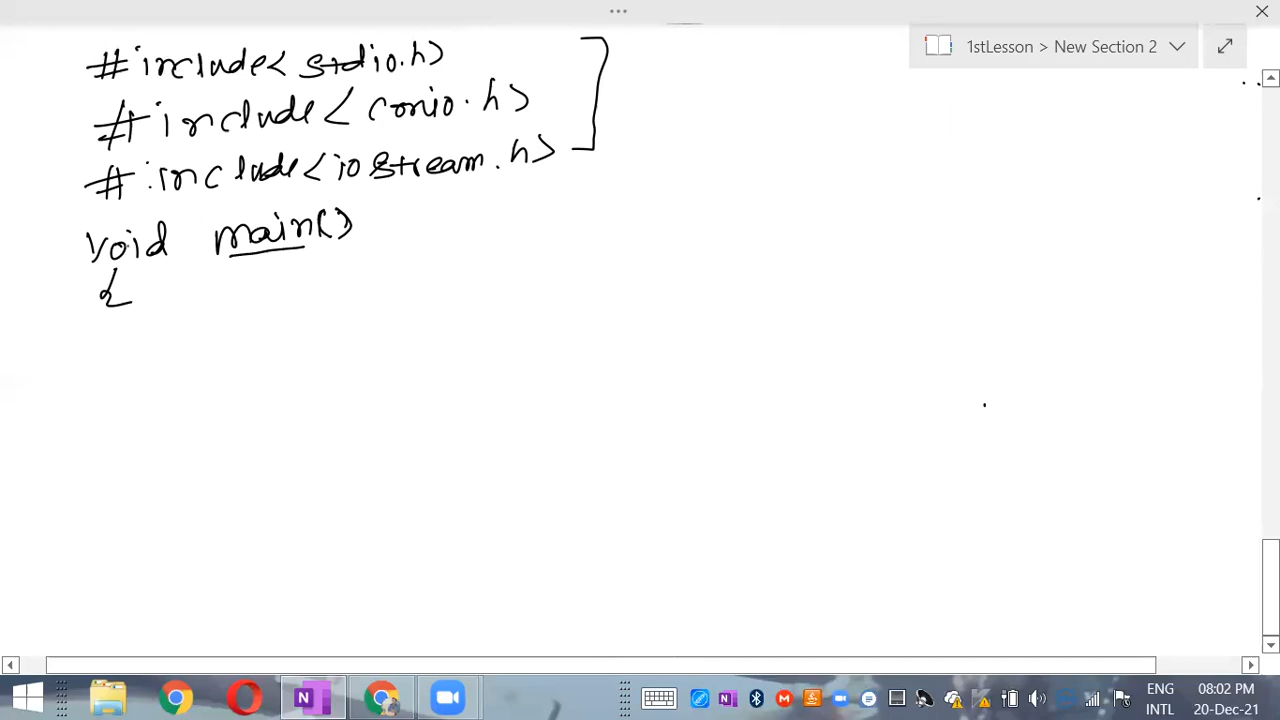 1stLesson > New Section 2
#include<stdio.h>
#include<conio.h>
#include<iostream.h>
void main()
{
ENG
INTL
08:02 PM
20-Dec-21